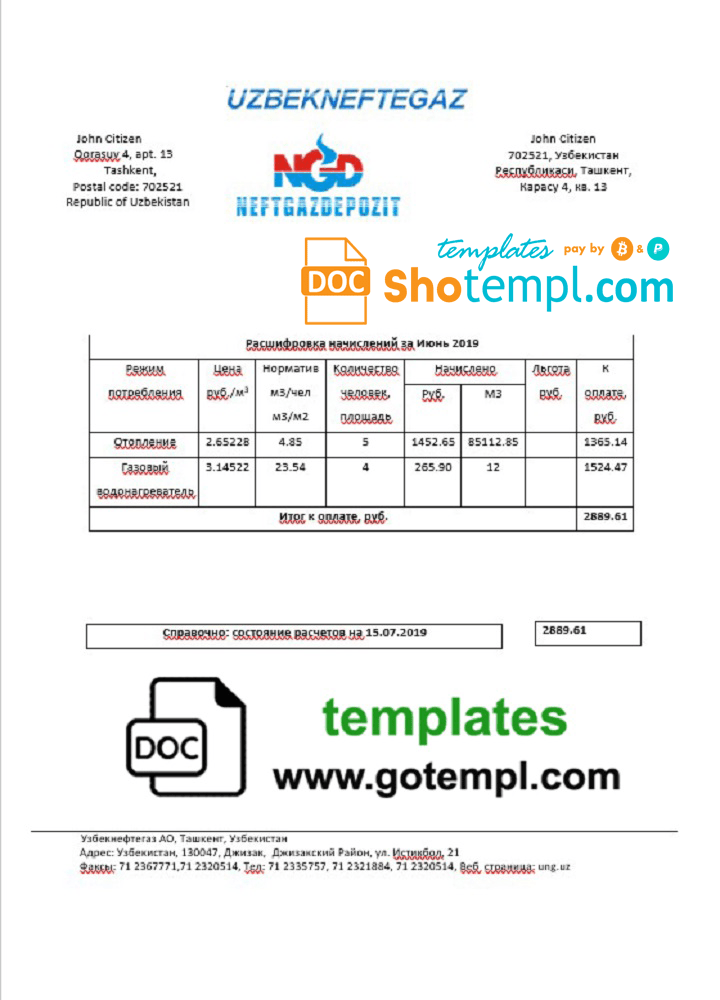 UZBEKNEFTEGAZ
John Citizen
Qorasuv 4, apt. 13
Tashkent,
Postal code: 702521
Republic of Uzbekistan
NGD
NEFTGAZDEPOZIT
John Citizen
702521, Узбекистан
Республикаси, Ташкент,
Карасу 4, кв. 13
templates pay by & P
DOC
Shotempl.com
Расшифровка начислений за Июнь 2019
Режим потребления Цена руб./м³ Норматив м3/чел м3/м2 Количество человек, площадь Начислено Льгота руб. К оплате, руб.
Руб. М3
Отопление 2.65228 4.85 5 1452.65 85112.85 1365.14
Газовый водонагреватель 3.14522 23.54 4 265.90 12 1524.47
Итог к оплате, руб. 2889.61
Справочно: состояние расчетов на 15.07.2019 2889.61
DOC
templates
www.gotempl.com
Узбекнефтегаз АО, Ташкент, Узбекистан
Адрес: Узбекистан, 130047, Джизак, Джизакский Район, ул. Истикбол, 21
Факсы: 71 2367771,71 2320514, Тел: 71 2335757, 71 2321884, 71 2320514, Веб страница: ung.uz